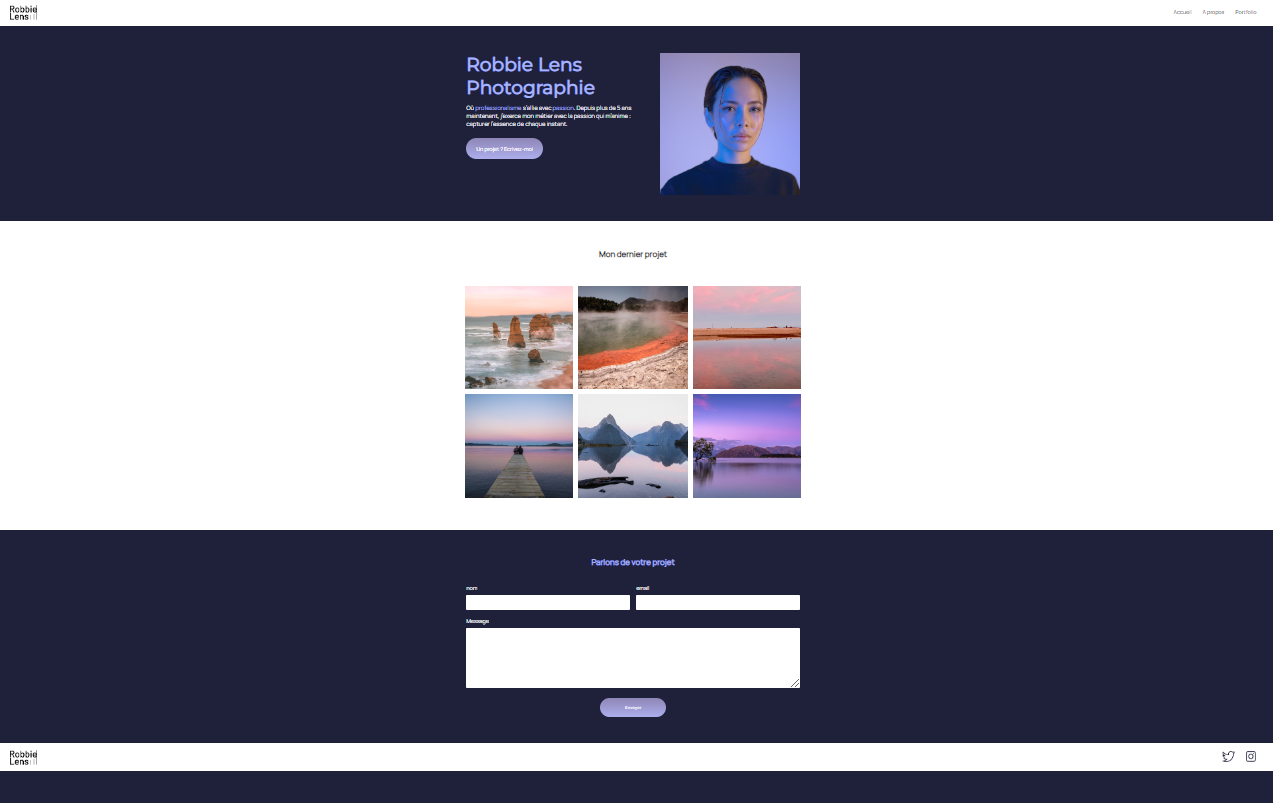 Robbie
Lens
Accueil
A propos
Portfolio
Robbie Lens
Photographie
Où professionalisme s'allie avec passion. Depuis plus de 5 ans
maintenant, j'exerce mon métier avec la passion qui m'anime :
capturer l'essence de chaque instant.
Un projet ? Ecrivez-moi
Mon dernier projet
Parlons de votre projet
nom
email
Message
Envoyer
Robbie
Lens